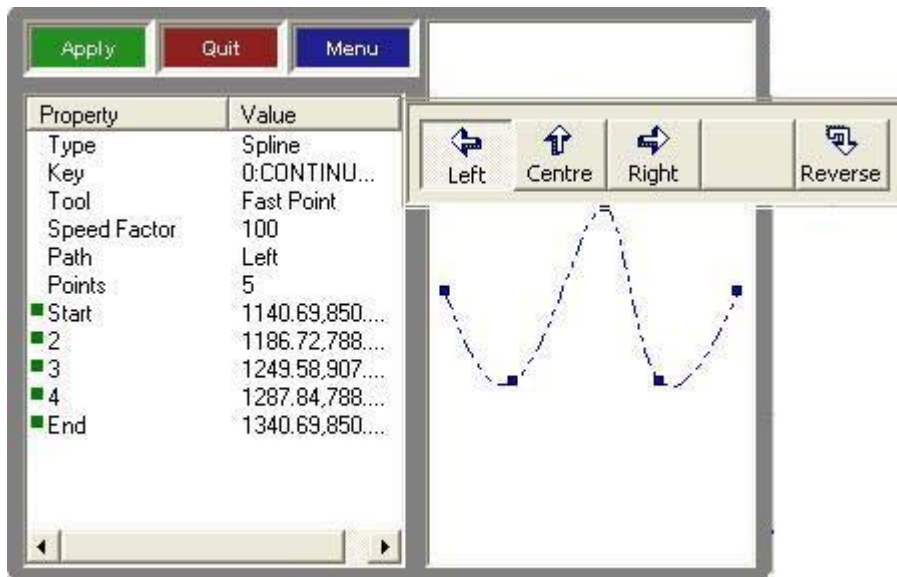 Apply Quit Menu
Property Value
Type Spline
Key 0:CONTINU...
Tool Fast Point
Speed Factor 100
Path Left
Points 5
Start 1140.69,850....
2 1186.72,788....
3 1249.58,907....
4 1287.84,788....
End 1340.69,850....
Left Centre Right Reverse